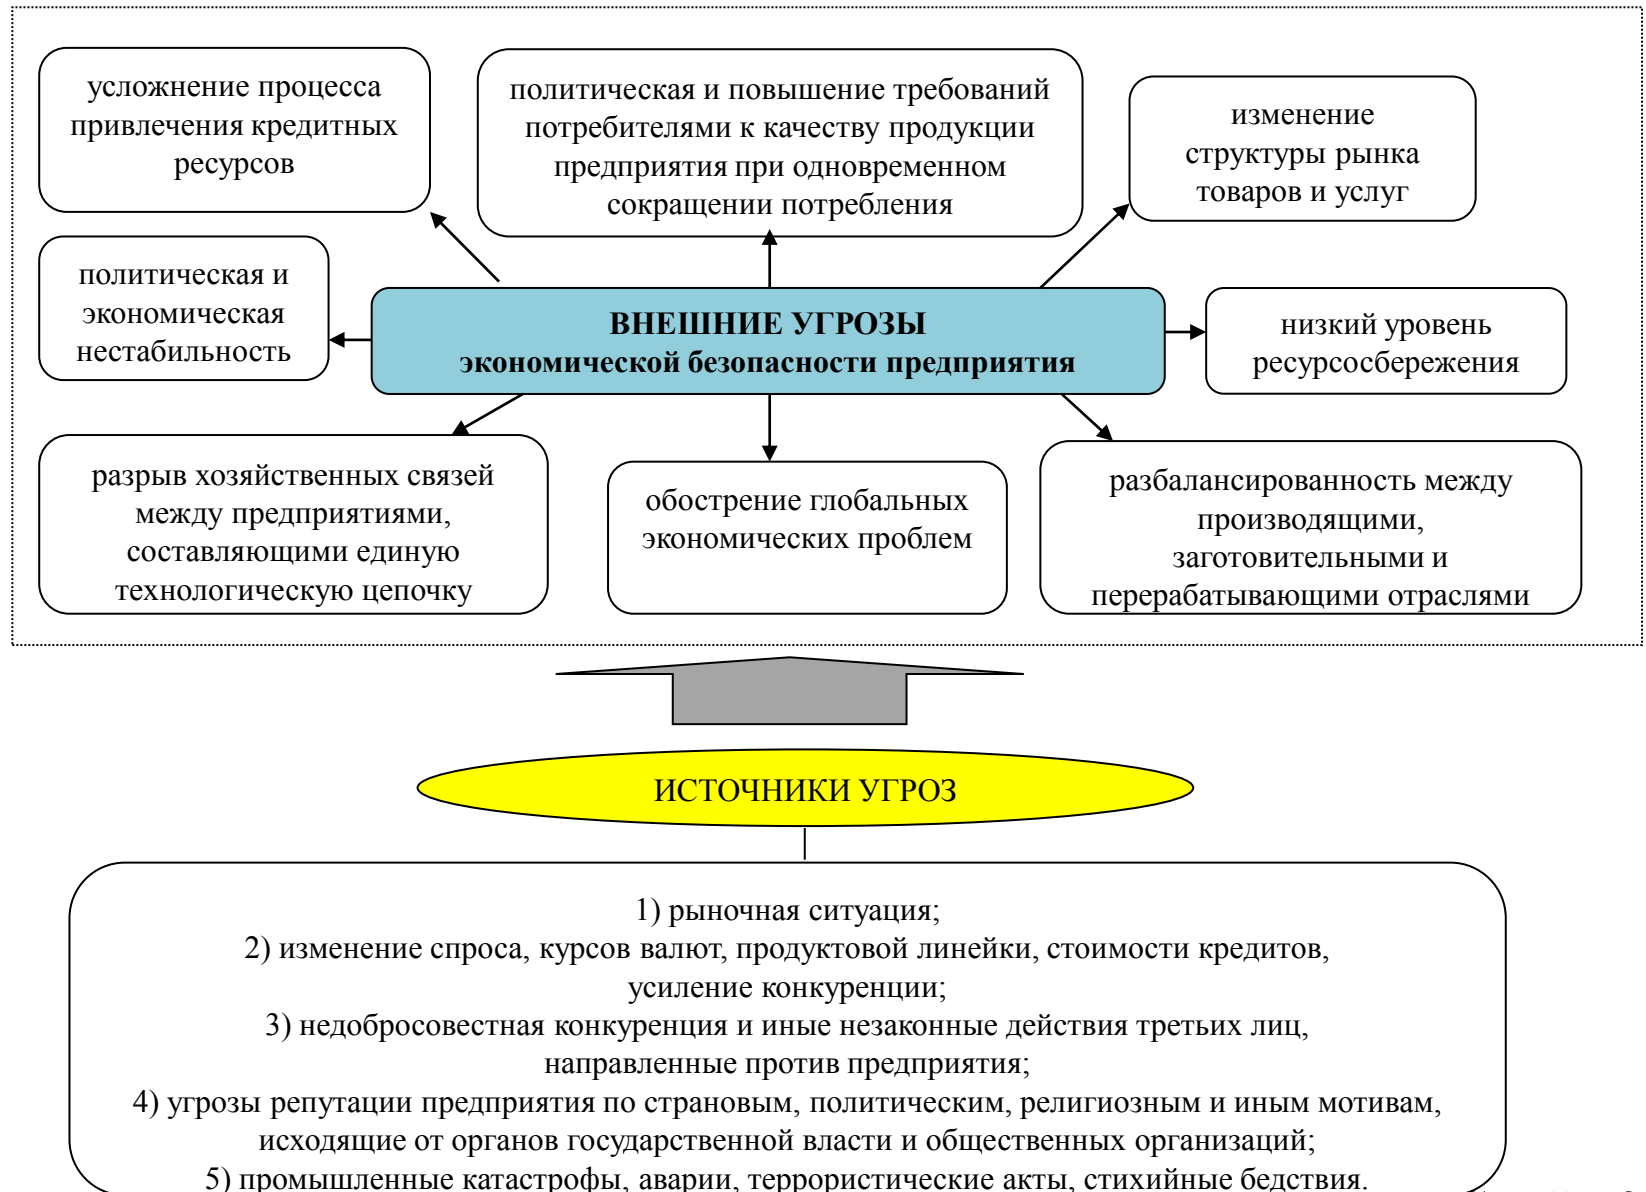 усложнение процесса
привлечения кредитных
ресурсов
политическая и повышение требований
потребителями к качеству продукции
предприятия при одновременном
сокращении потребления
изменение
структуры рынка
товаров и услуг
политическая и
экономическая
нестабильность
ВНЕШНИЕ УГРОЗЫ
экономической безопасности предприятия
низкий уровень
ресурсосбережения
разрыв хозяйственных связей
между предприятиями,
составляющими единую
технологическую цепочку
обострение глобальных
экономических проблем
разбалансированность между
производящими,
заготовительными и
перерабатывающими отраслями
ИСТОЧНИКИ УГРОЗ
1) рыночная ситуация;
2) изменение спроса, курсов валют, продуктовой линейки, стоимости кредитов,
усиление конкуренции;
3) недобросовестная конкуренция и иные незаконные действия третьих лиц,
направленные против предприятия;
4) угрозы репутации предприятия по страновым, политическим, религиозным и иным мотивам,
исходящие от органов государственной власти и общественных организаций;
5) промышленные катастрофы, аварии, террористические акты, стихийные бедствия.